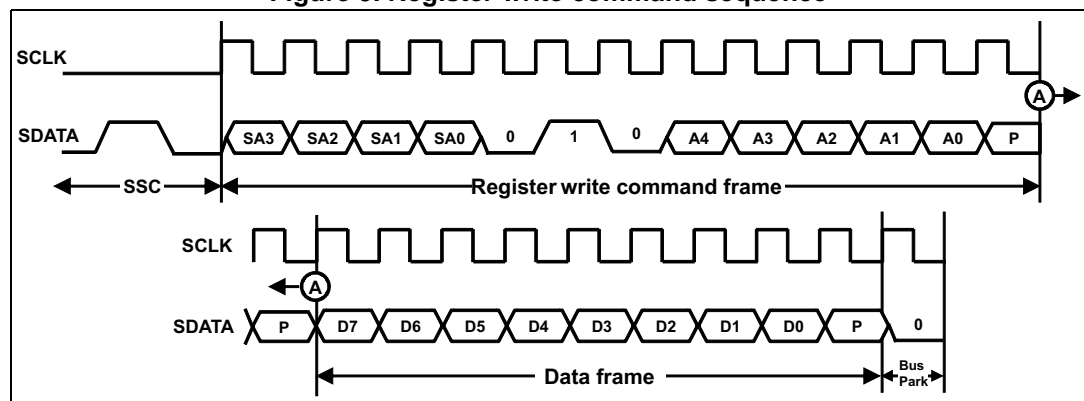 Figure 6. Register write command sequence
SCLK
A
SDATA SA3 SA2 SA1 SA0 0 1 0 A4 A3 A2 A1 A0 P
SSC Register write command frame
SCLK
A
SDATA P D7 D6 D5 D4 D3 D2 D1 D0 P 0
Data frame Bus Park